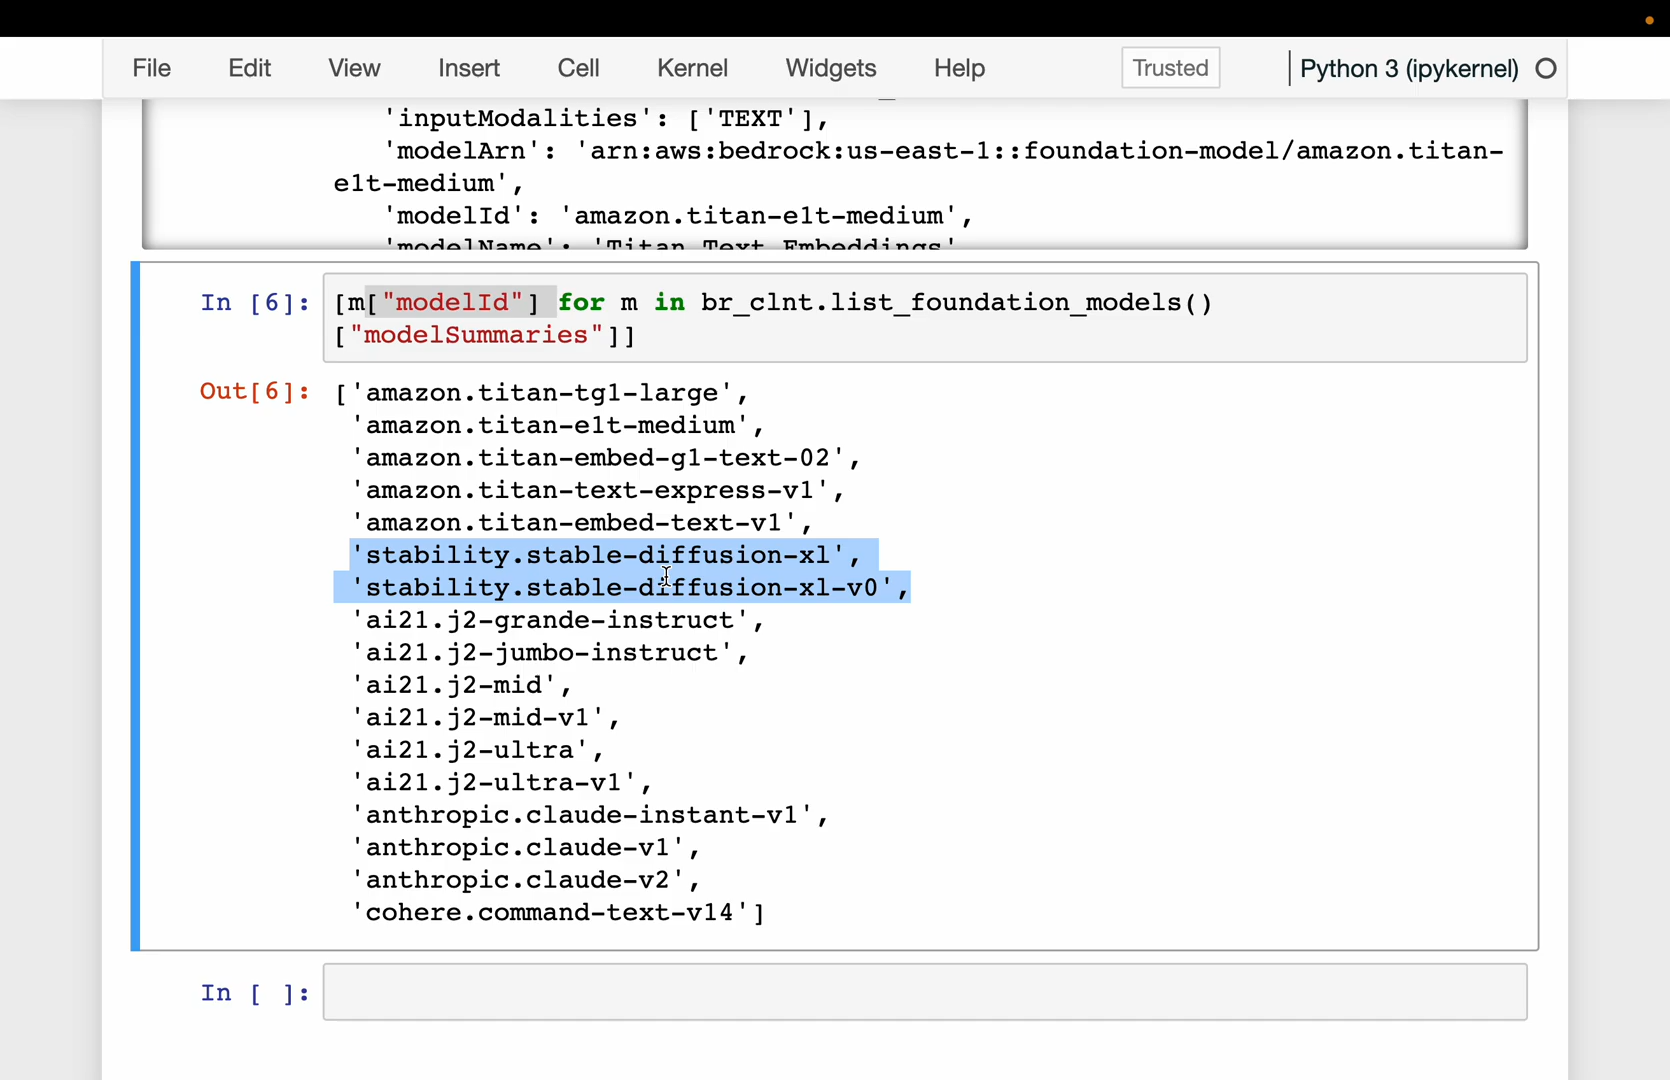 File Edit View Insert Cell Kernel Widgets Help Trusted Python 3 (ipykernel)
'inputModalities': ['TEXT'],
'modelArn': 'arn:aws:bedrock:us-east-1::foundation-model/amazon.titan-
e1t-medium',
'modelId': 'amazon.titan-e1t-medium',
'modelName': 'Titan Text Embeddings'
In [6]: [m["modelId"] for m in br_clnt.list_foundation_models()
["modelSummaries"]]
Out[6]: ['amazon.titan-tg1-large',
'amazon.titan-e1t-medium',
'amazon.titan-embed-g1-text-02',
'amazon.titan-text-express-v1',
'amazon.titan-embed-text-v1',
'stability.stable-diffusion-xl',
'stability.stable-diffusion-xl-v0',
'ai21.j2-grande-instruct',
'ai21.j2-jumbo-instruct',
'ai21.j2-mid',
'ai21.j2-mid-v1',
'ai21.j2-ultra',
'ai21.j2-ultra-v1',
'anthropic.claude-instant-v1',
'anthropic.claude-v1',
'anthropic.claude-v2',
'cohere.command-text-v14']
In [ ]: